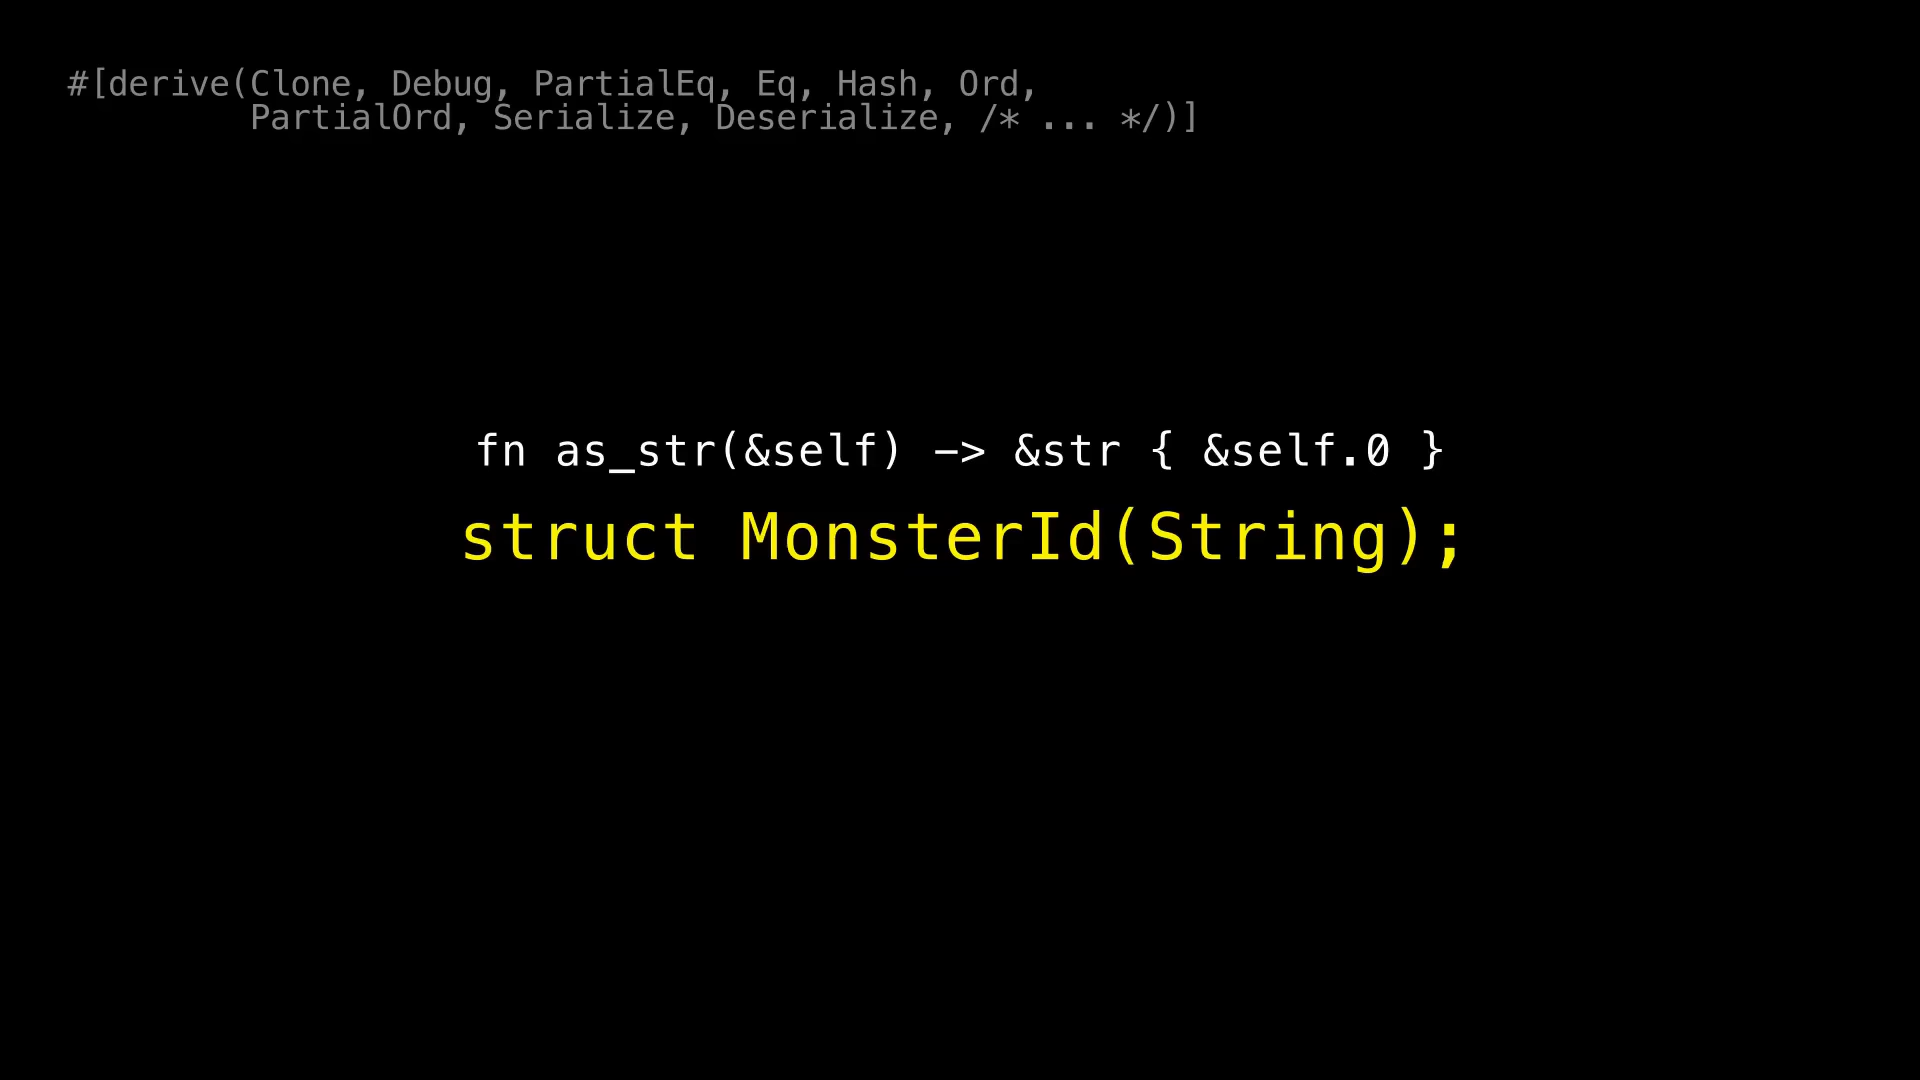 #[derive(Clone, Debug, PartialEq, Eq, Hash, Ord,
PartialOrd, Serialize, Deserialize, /* ... */)]
fn as_str(&self) -> &str { &self.0 }
struct MonsterId(String);